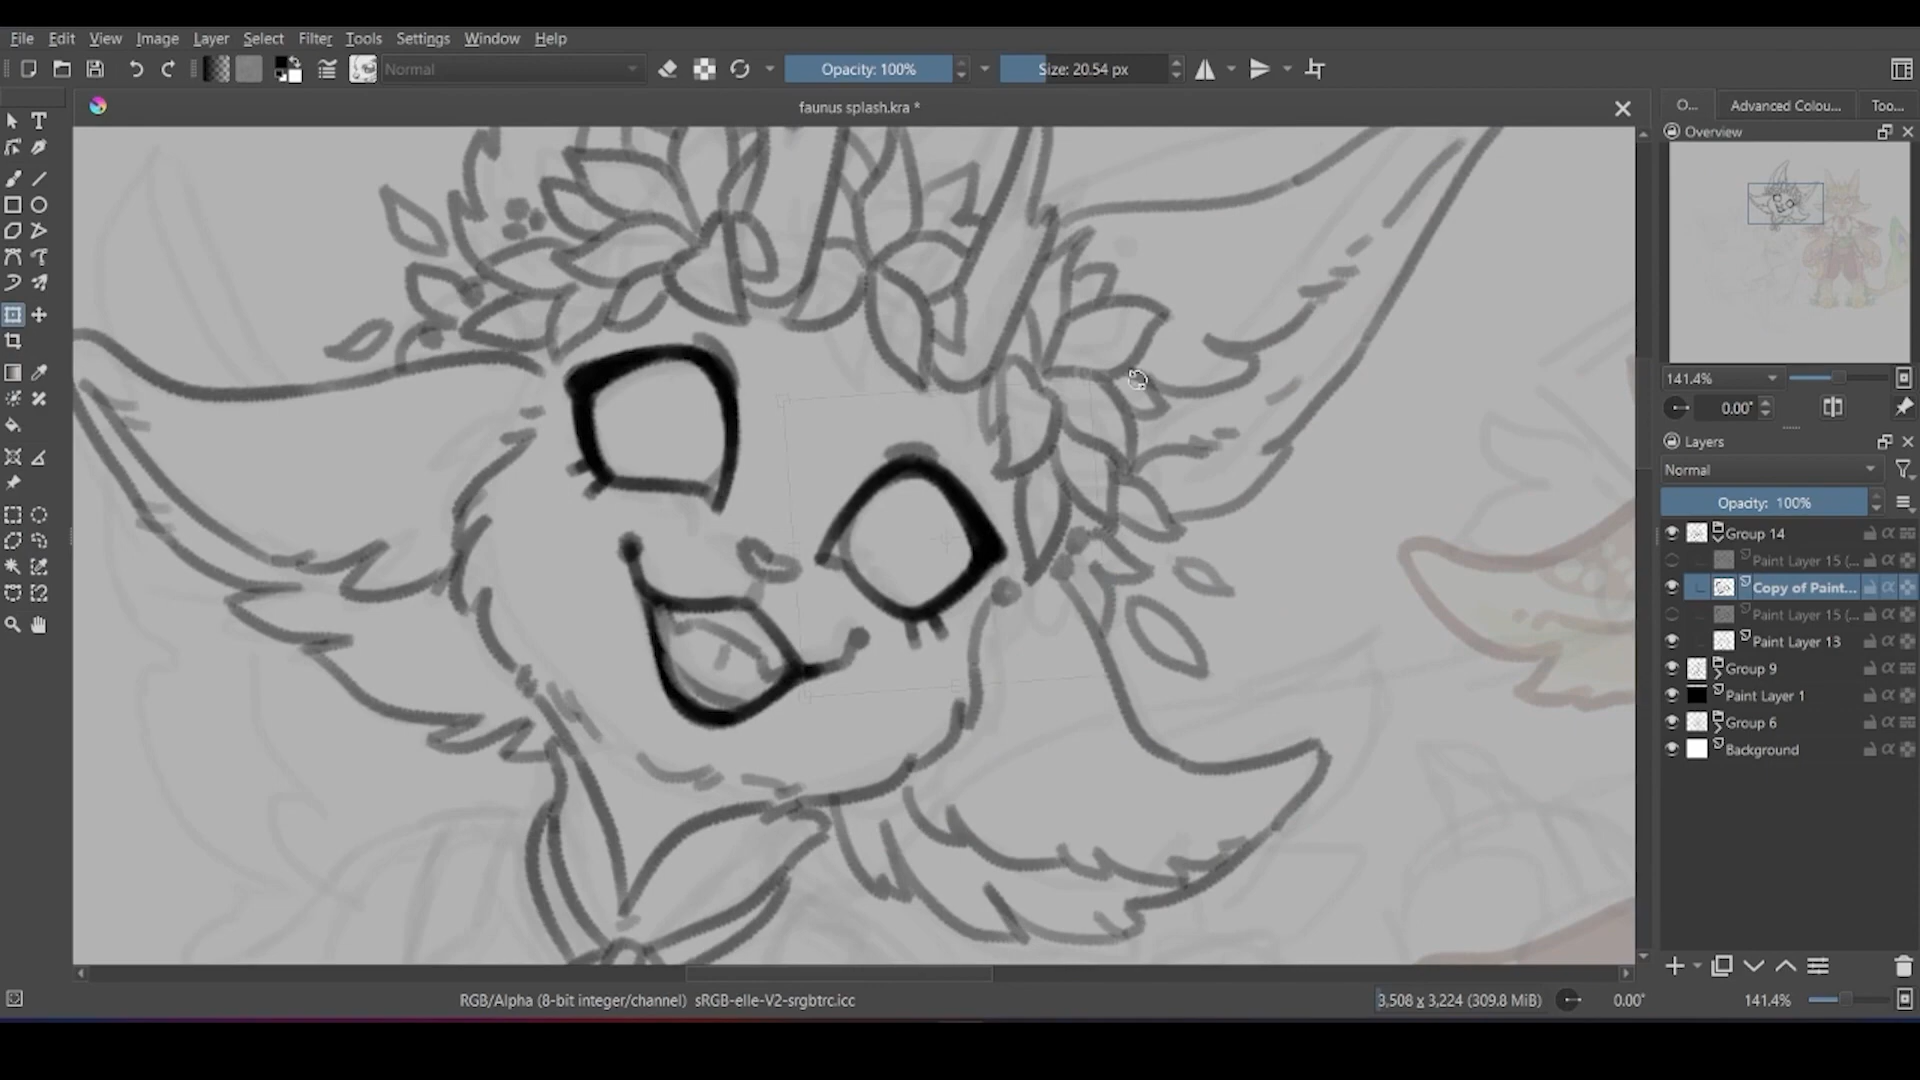 File Edit View Image Layer Select Filter Tools Settings Window Help
Normal Opacity: 100% Size: 20.54 px
faunus splash.kra *
O... Advanced Colou... Too...
Overview
141.4%
0.00°
Layers
Normal
Opacity: 100%
Group 14
Paint Layer 15 (...
Copy of Paint...
Paint Layer 15 (...
Paint Layer 13
Group 9
Paint Layer 1
Group 6
Background
RGB/Alpha (8-bit integer/channel) sRGB-elle-V2-srgbtrc.icc 3,508 x 3,224 (309.8 MiB) 0.00° 141.4%